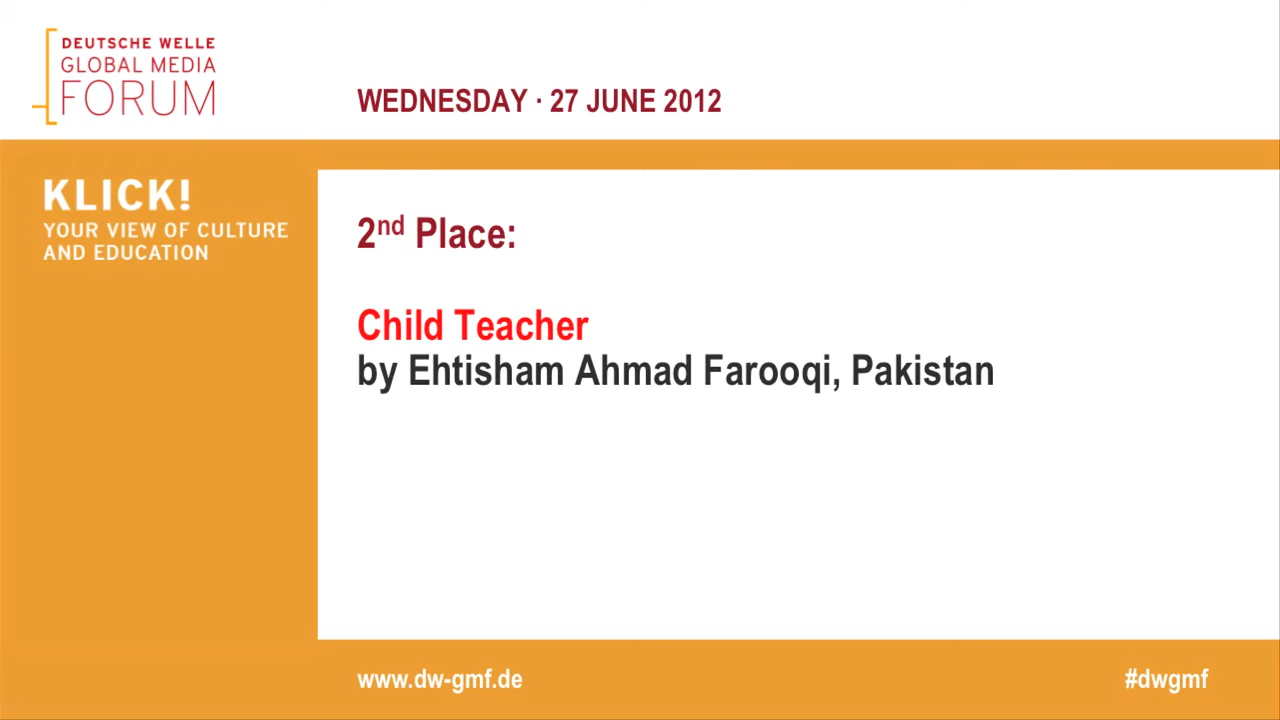 DEUTSCHE WELLE
GLOBAL MEDIA
FORUM
WEDNESDAY · 27 JUNE 2012
KLICK!
YOUR VIEW OF CULTURE
AND EDUCATION
2nd Place:
Child Teacher
by Ehtisham Ahmad Farooqi, Pakistan
www.dw-gmf.de
#dwgmf